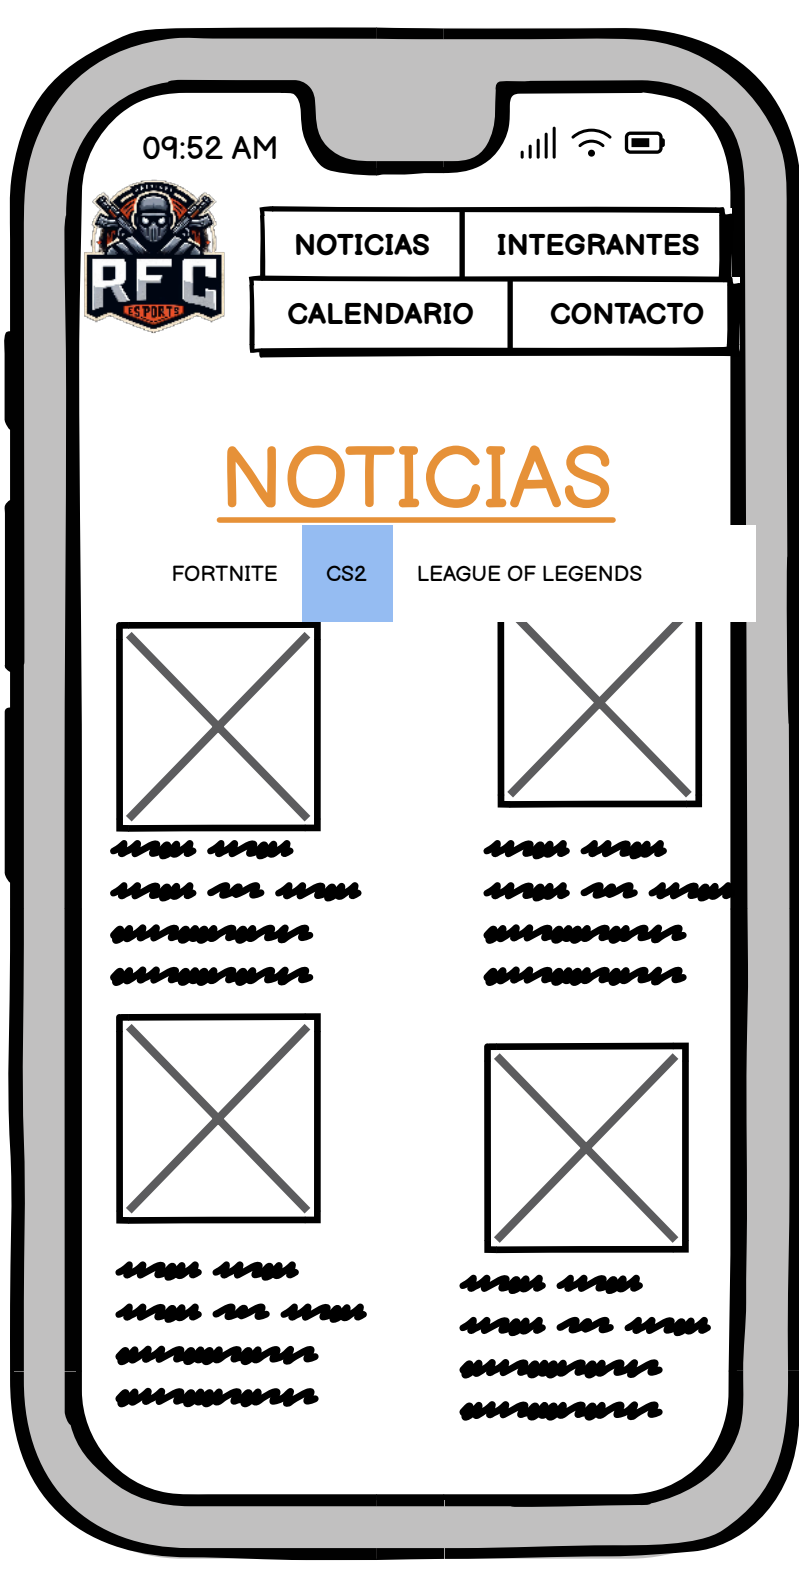 09:52 AM
RFC
ESPORTS
NOTICIAS INTEGRANTES
CALENDARIO CONTACTO
NOTICIAS
FORTNITE CS2 LEAGUE OF LEGENDS